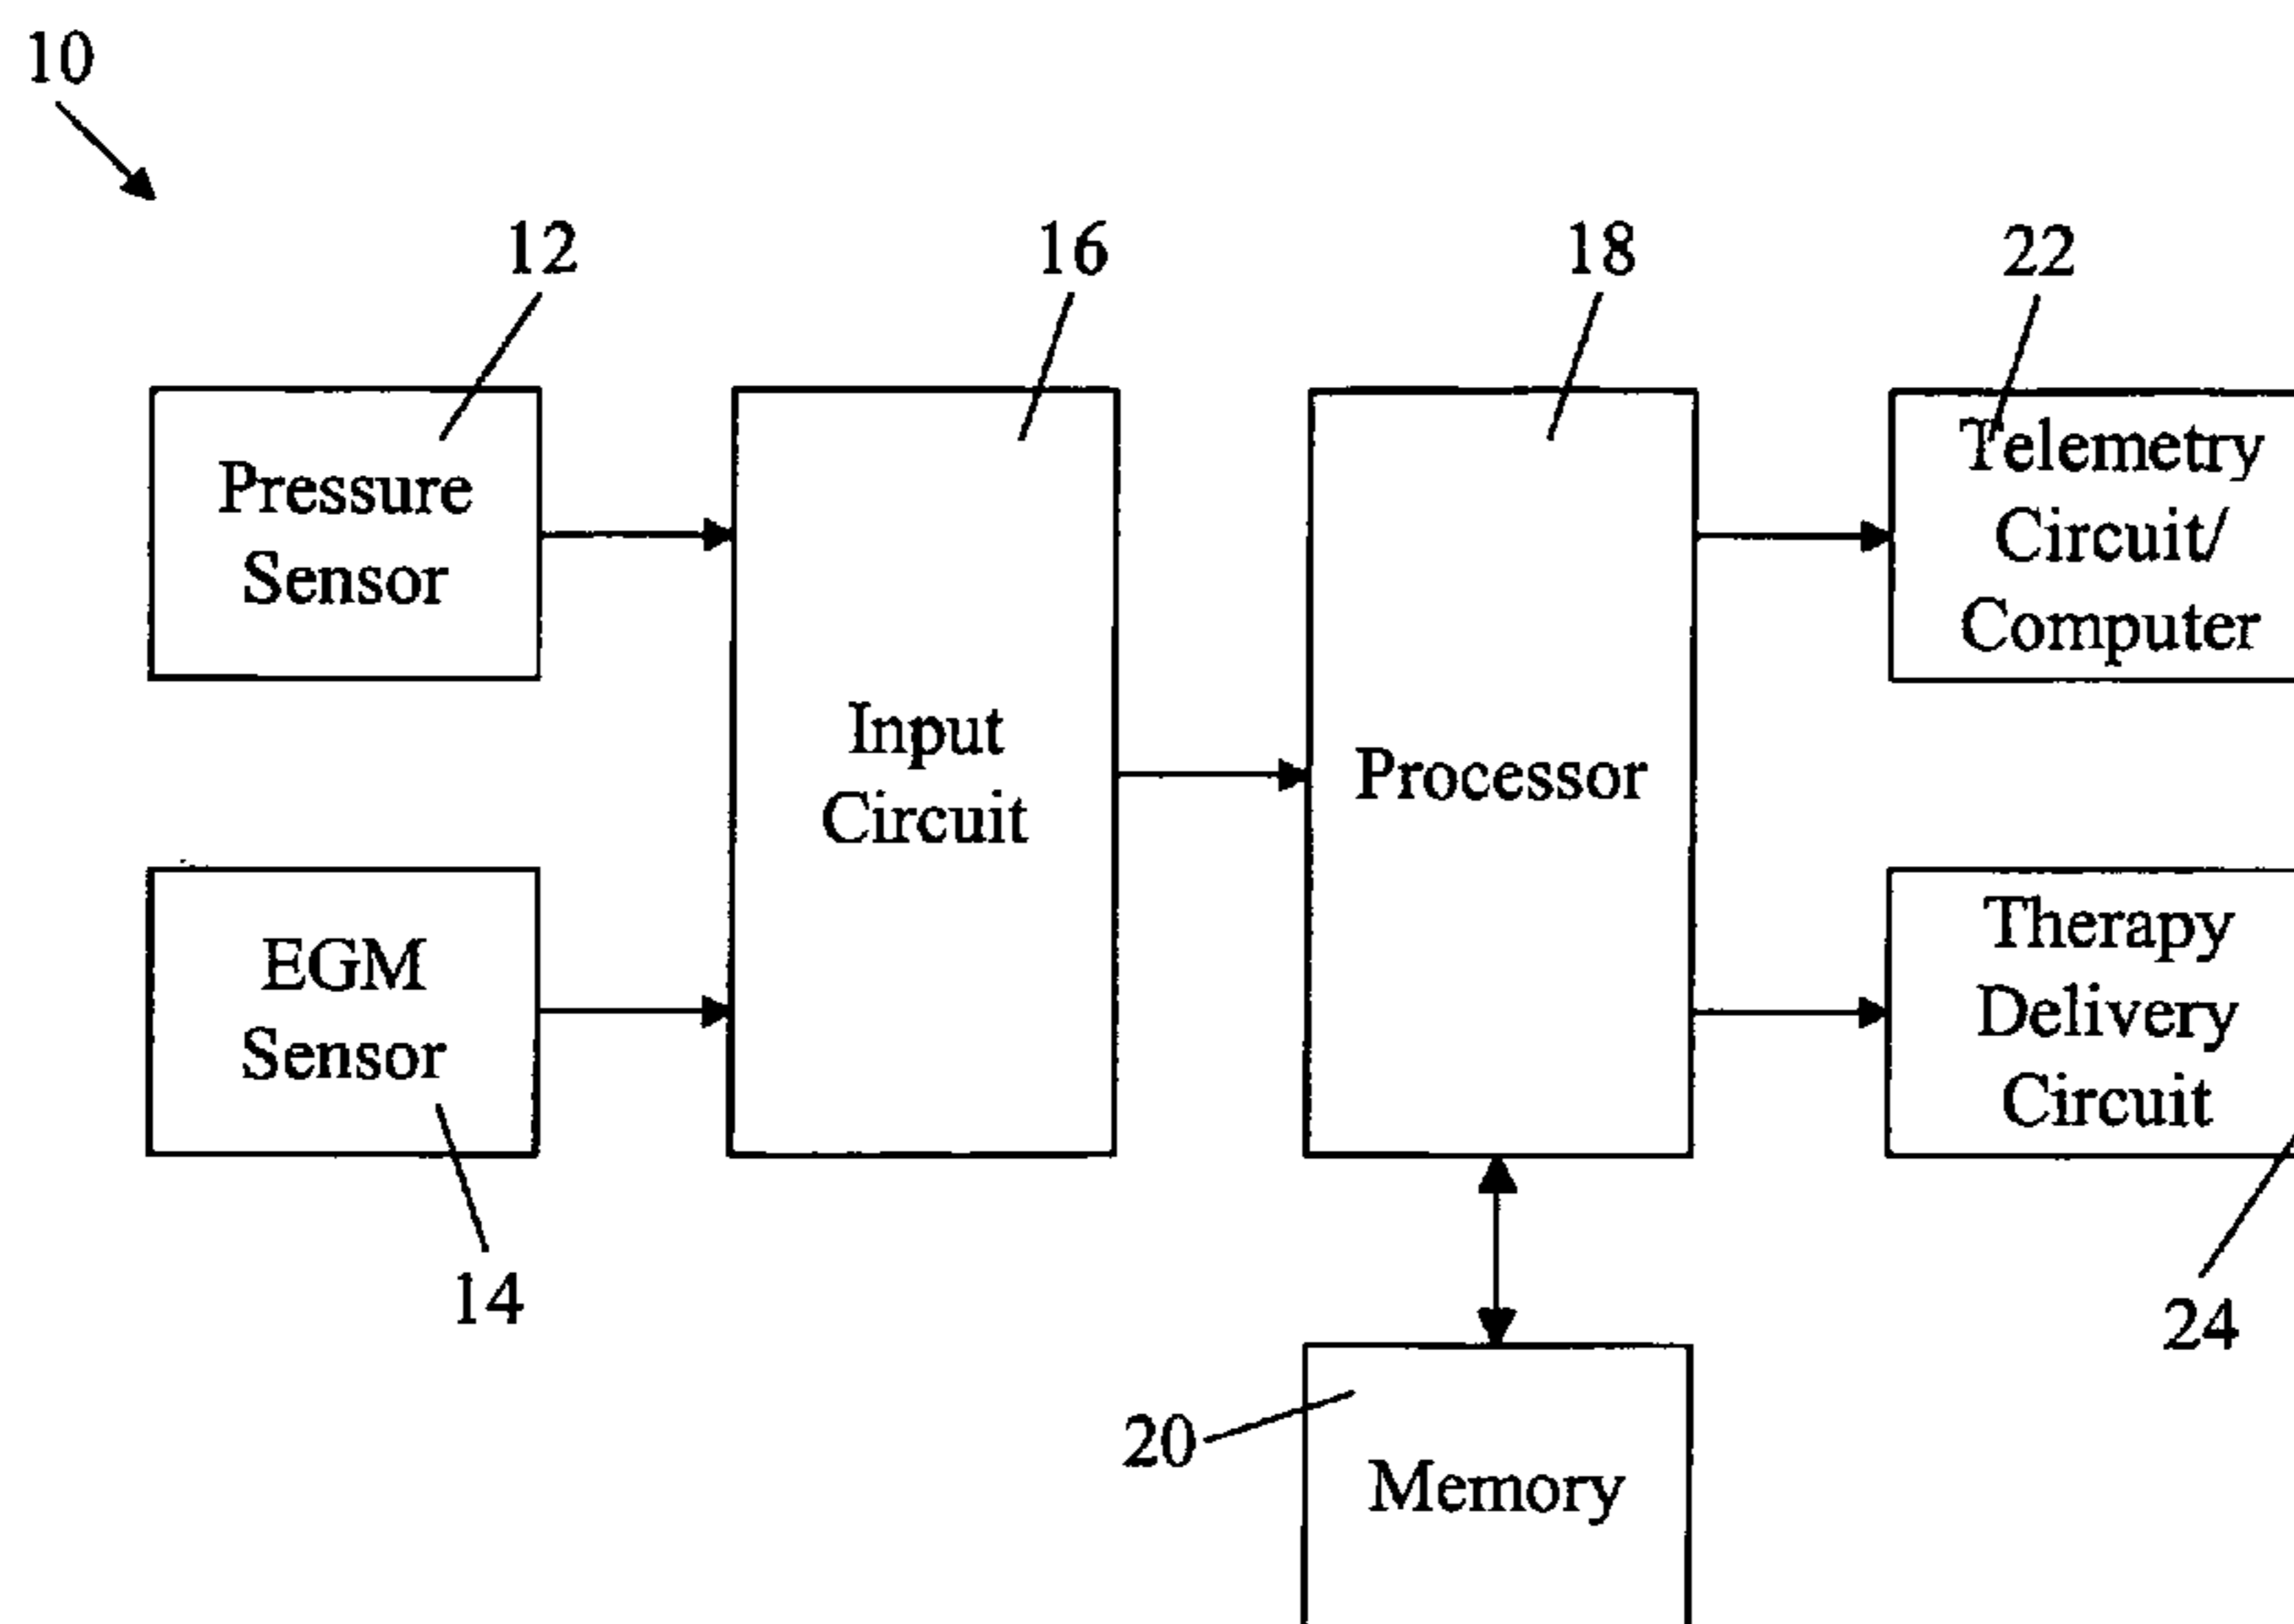 10
12
16
18
22
Pressure
Sensor
Telemetry
Circuit/
Computer
Input
Circuit
Processor
EGM
Sensor
Therapy
Delivery
Circuit
14
24
20
Memory